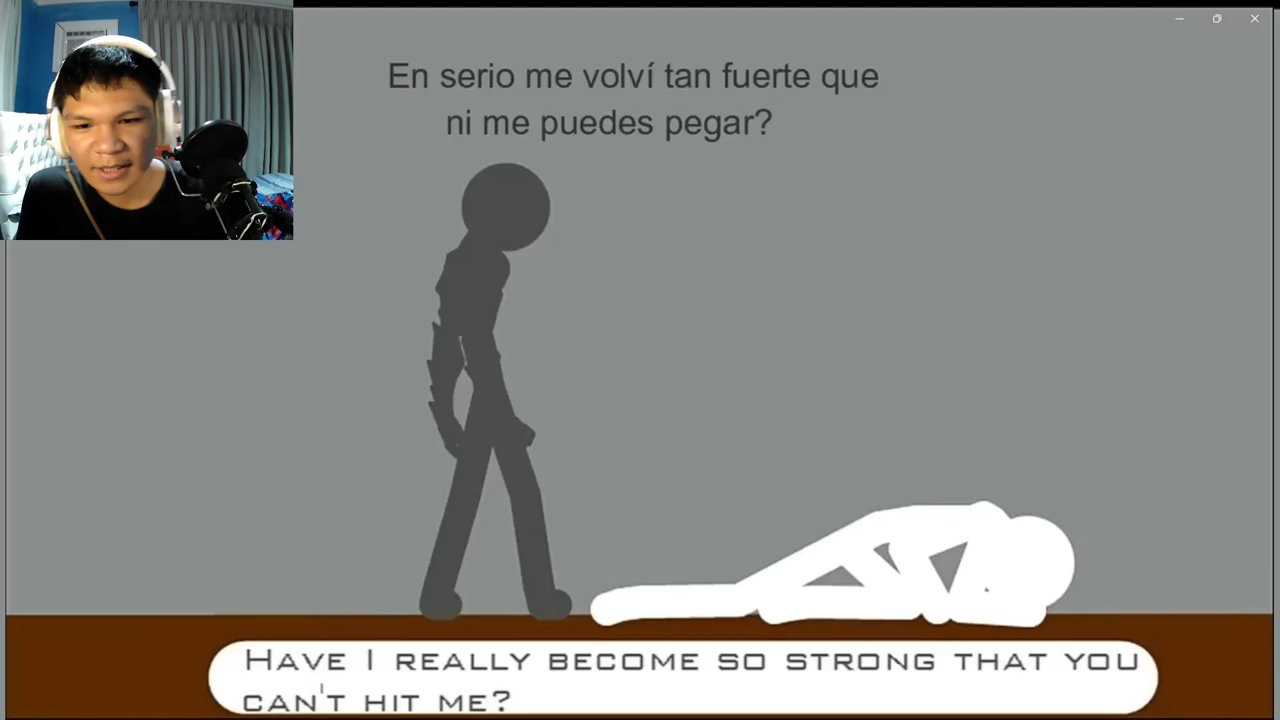 En serio me volví tan fuerte que
ni me puedes pegar?
HAVE I REALLY BECOME SO STRONG THAT YOU
CAN'T HIT ME?